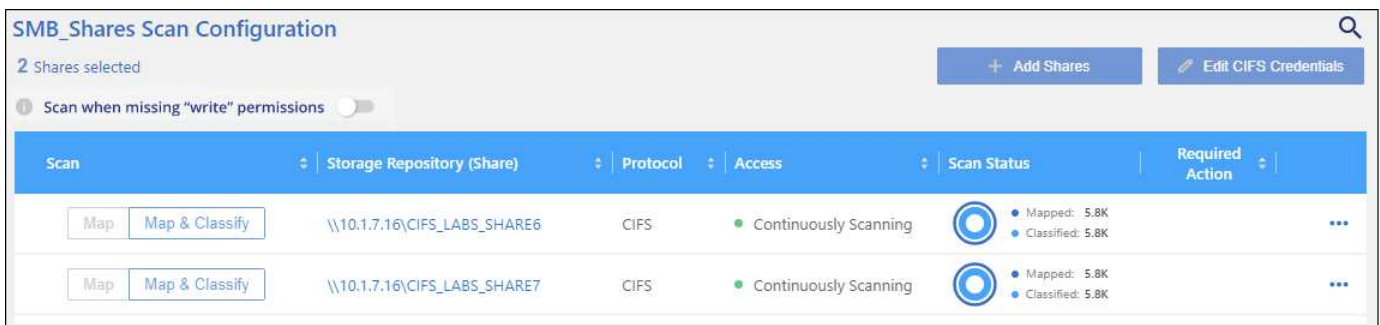 SMB_Shares Scan Configuration
2 Shares selected
+ Add Shares
Edit CIFS Credentials
Scan when missing “write” permissions
Scan Storage Repository (Share) Protocol Access Scan Status Required Action
Map Map & Classify \\10.1.7.16\CIFS_LABS_SHARE6 CIFS Continuously Scanning Mapped: 5.8K
Classified: 5.8K
Map Map & Classify \\10.1.7.16\CIFS_LABS_SHARE7 CIFS Continuously Scanning Mapped: 5.8K
Classified: 5.8K